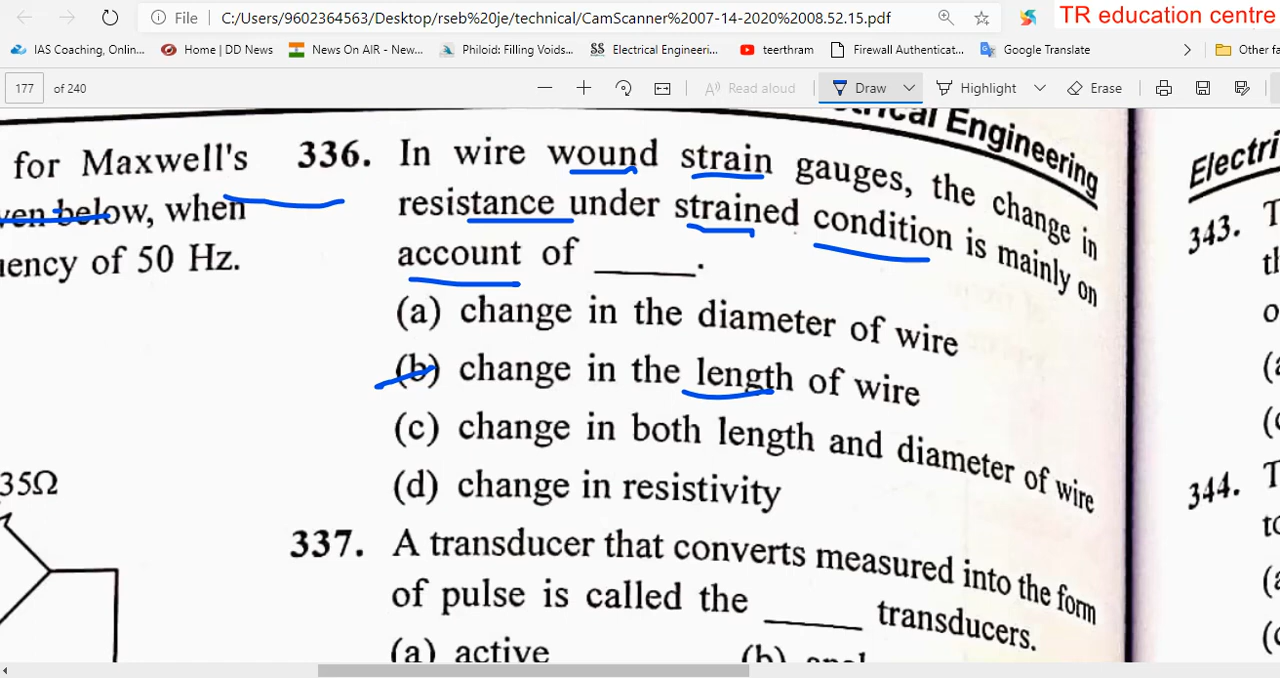 File
C:/Users/9602364563/Desktop/rseb%20je/technical/CamScanner%2007-14-2020%2008.52.15.pdf
TR education centre
IAS Coaching, Onlin...
Home | DD News
News On AIR - New...
Philoid: Filling Voids...
Electrical Engineeri...
teerthram
Firewall Authenticat...
Google Translate
Other fa
177 of 240
Read aloud
Draw
Highlight
Erase
Engineering
Electri
for Maxwell's
ven below, when
uency of 50 Hz.
35Ω
336. In wire wound strain gauges, the change in
resistance under strained condition is mainly on
account of ______.
(a) change in the diameter of wire
(b) change in the length of wire
(c) change in both length and diameter of wire
(d) change in resistivity
337. A transducer that converts measured into the form
of pulse is called the ______ transducers.
(a) active
(b)
343. T
344. T